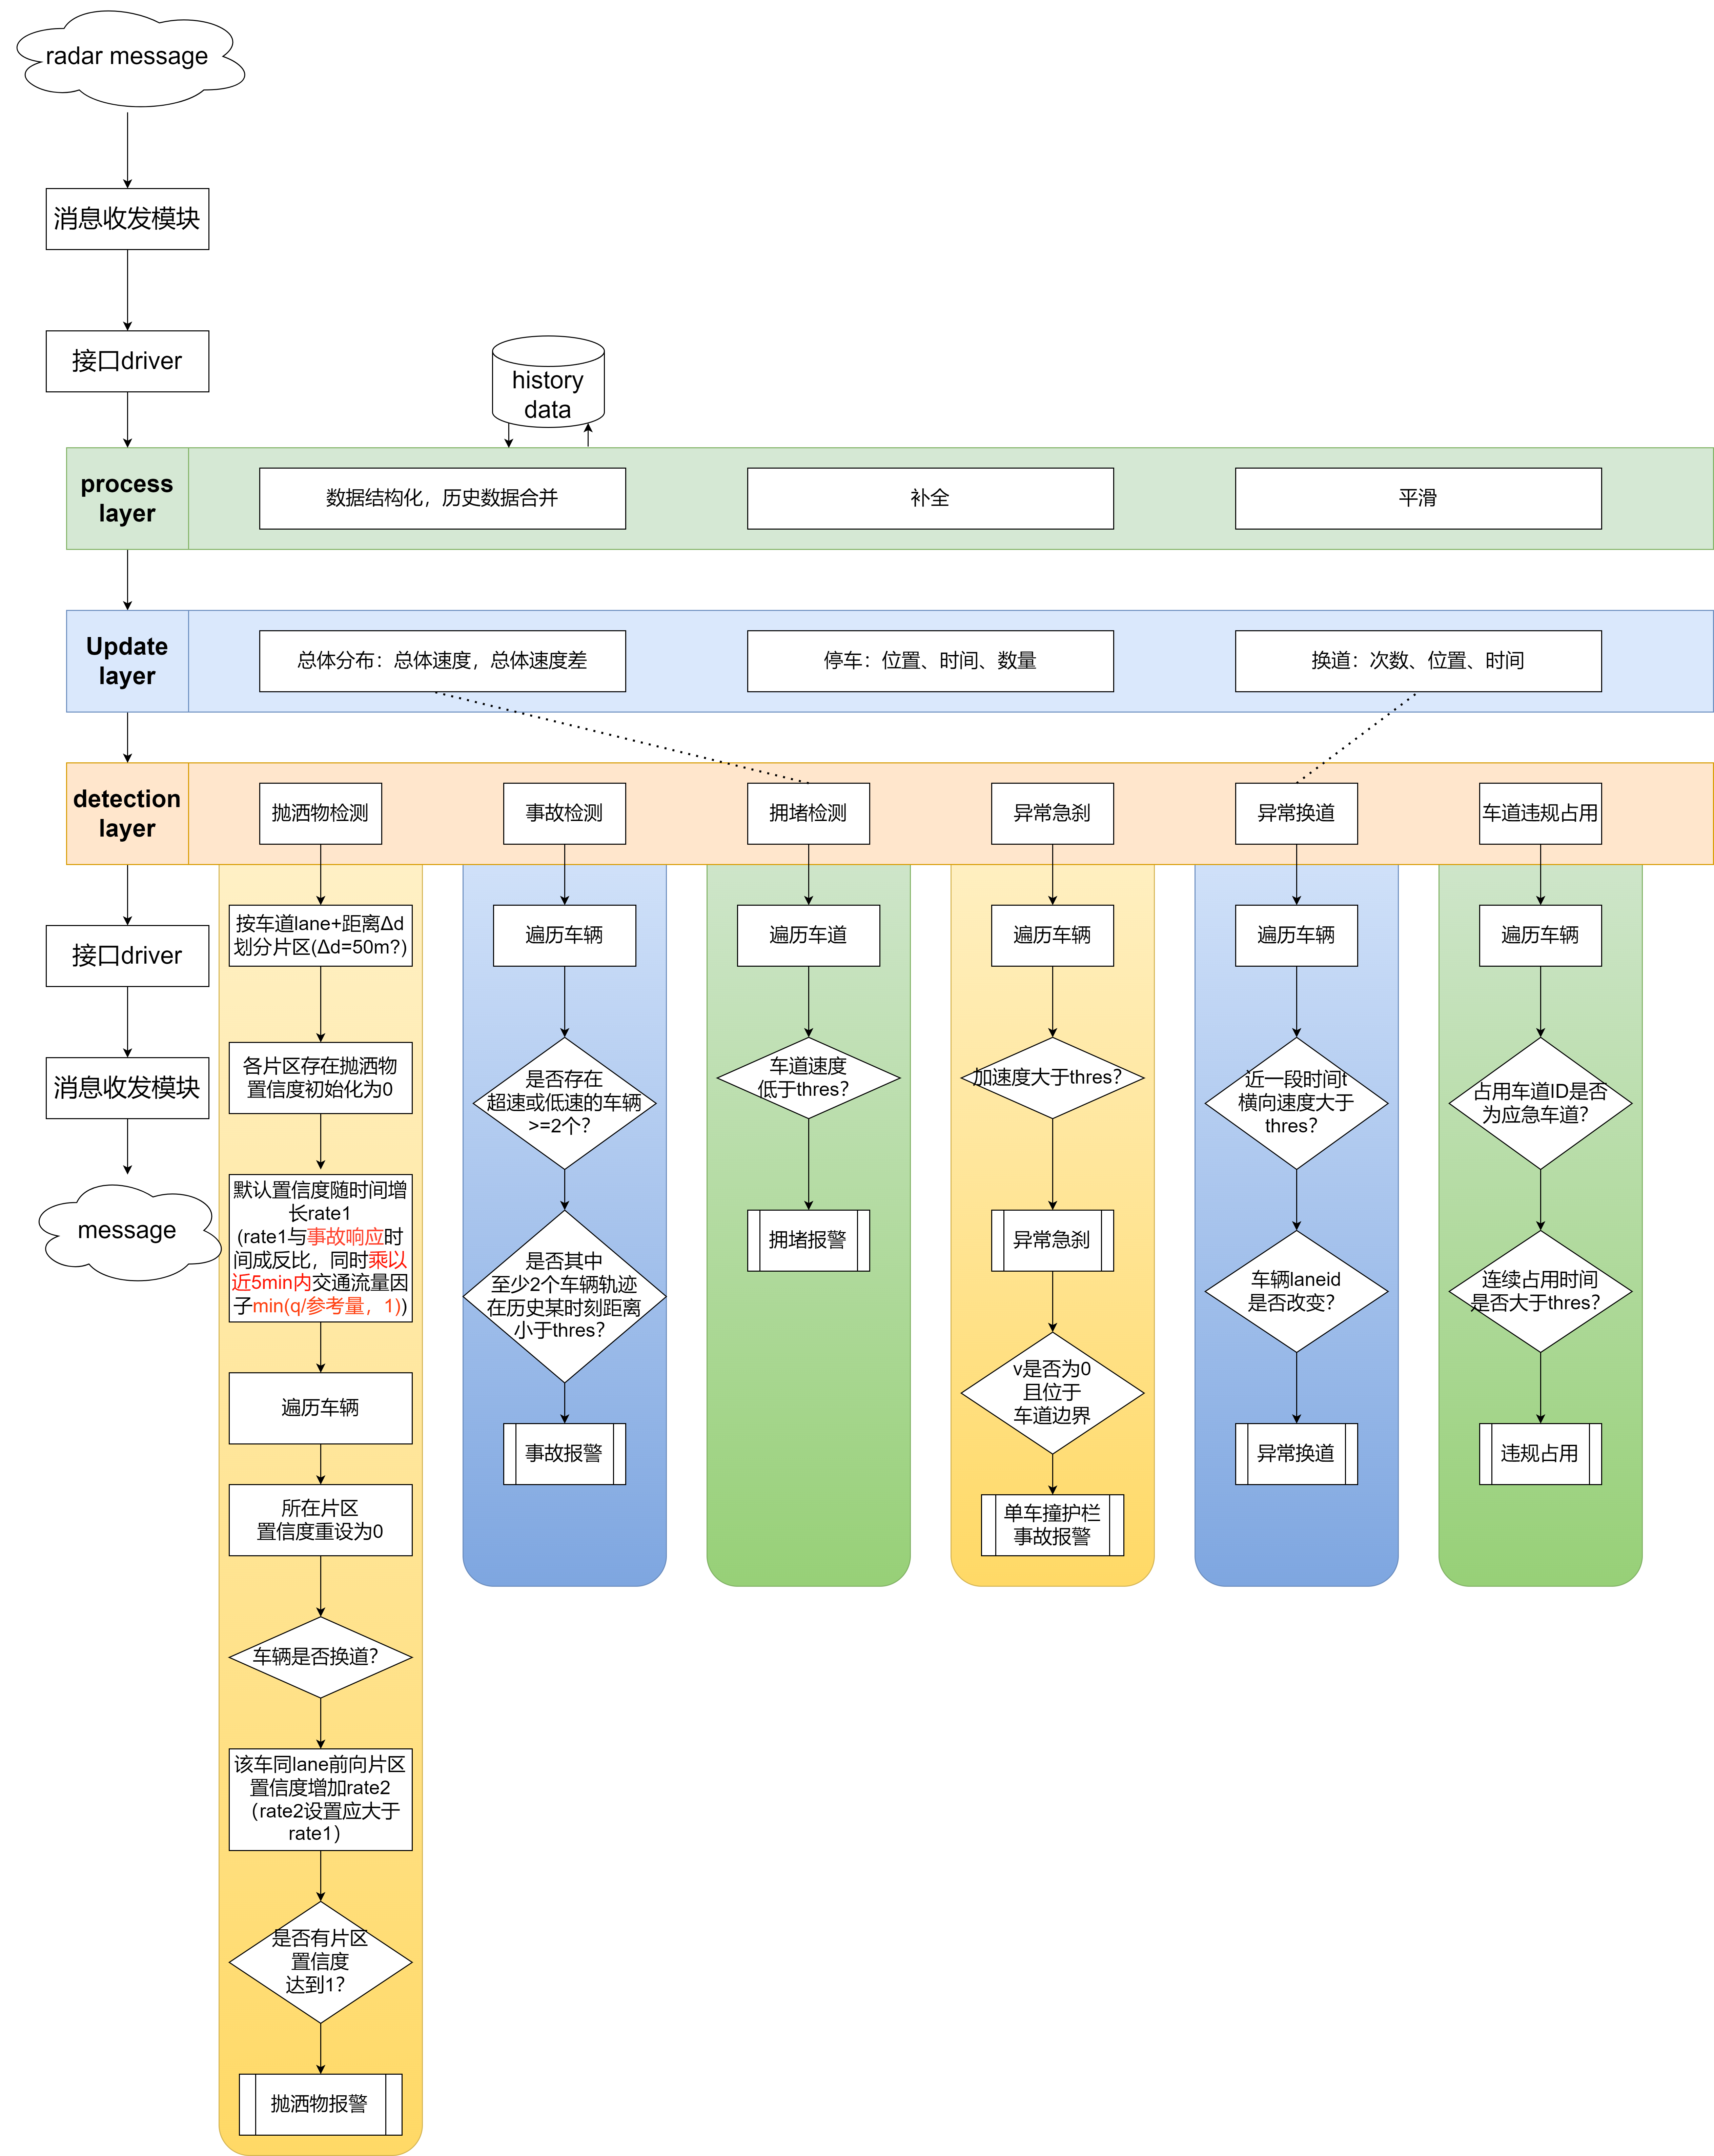 radar message
消息收发模块
接口driver
history
data
process
layer
数据结构化，历史数据合并
补全
平滑
Update
layer
总体分布：总体速度，总体速度差
停车：位置、时间、数量
换道：次数、位置、时间
detection
layer
抛洒物检测
事故检测
拥堵检测
异常急刹
异常换道
车道违规占用
接口driver
消息收发模块
message
按车道lane+距离Δd
划分片区(Δd=50m?)
各片区存在抛洒物
置信度初始化为0
默认置信度随时间增
长rate1
(rate1与事故响应时
间成反比，同时乘以
近5min内交通流量因
子min(q/参考量，1))
遍历车辆
所在片区
置信度重设为0
车辆是否换道？
该车同lane前向片区
置信度增加rate2
（rate2设置应大于
rate1）
是否有片区
置信度
达到1？
抛洒物报警
遍历车辆
是否存在
超速或低速的车辆
>=2个？
是否其中
至少2个车辆轨迹
在历史某时刻距离
小于thres？
事故报警
遍历车道
车道速度
低于thres？
拥堵报警
遍历车辆
加速度大于thres？
异常急刹
v是否为0
且位于
车道边界
单车撞护栏
事故报警
遍历车辆
近一段时间t
横向速度大于
thres？
车辆laneid
是否改变？
异常换道
遍历车辆
占用车道ID是否
为应急车道？
连续占用时间
是否大于thres？
违规占用